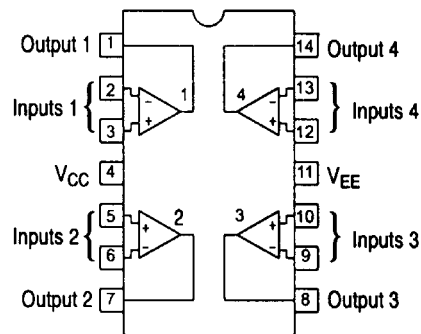 Output 1 1 14 Output 4
2 − 1 4 − 13
Inputs 1 { } Inputs 4
3 + + 12
VCC 4 11 VEE
5 + 2 3 + 10
Inputs 2 { } Inputs 3
6 − − 9
Output 2 7 8 Output 3